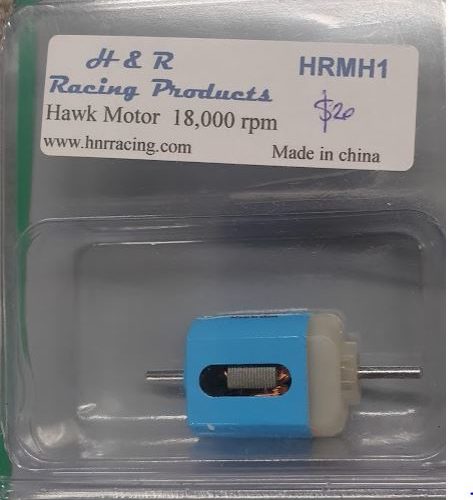 H & R HRMH1
Racing Products
Hawk Motor 18,000 rpm $20
www.hnrracing.com Made in china